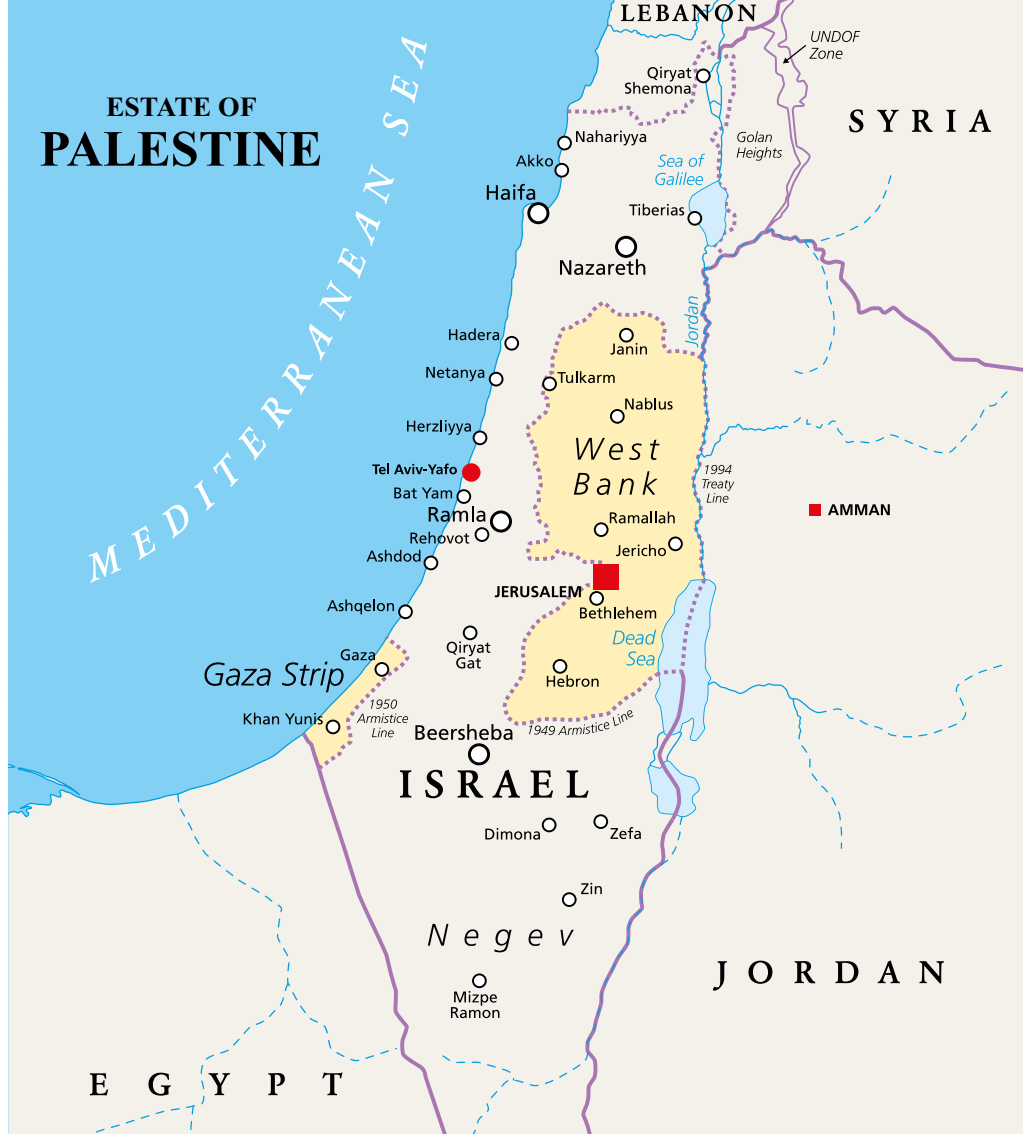 LEBANON
UNDOF
Zone
Qiryat
Shemona
ESTATE OF
PALESTINE
SYRIA
MEDITERRANEAN SEA
Nahariyya
Golan
Heights
Akko
Sea of
Galilee
Haifa
Tiberias
Nazareth
Jordan
Hadera
Janin
Netanya
Tulkarm
Nablus
Herzliyya
West
Bank
Tel Aviv-Yafo
1994
Treaty
Line
Bat Yam
AMMAN
Ramla
Ramallah
Rehovot
Jericho
Ashdod
JERUSALEM
Ashqelon
Bethlehem
Dead
Sea
Qiryat
Gat
Gaza
Gaza Strip
Hebron
1950
Armistice
Line
Khan Yunis
1949 Armistice Line
Beersheba
ISRAEL
Dimona
Zefa
Zin
Negev
JORDAN
Mizpe
Ramon
EGYPT